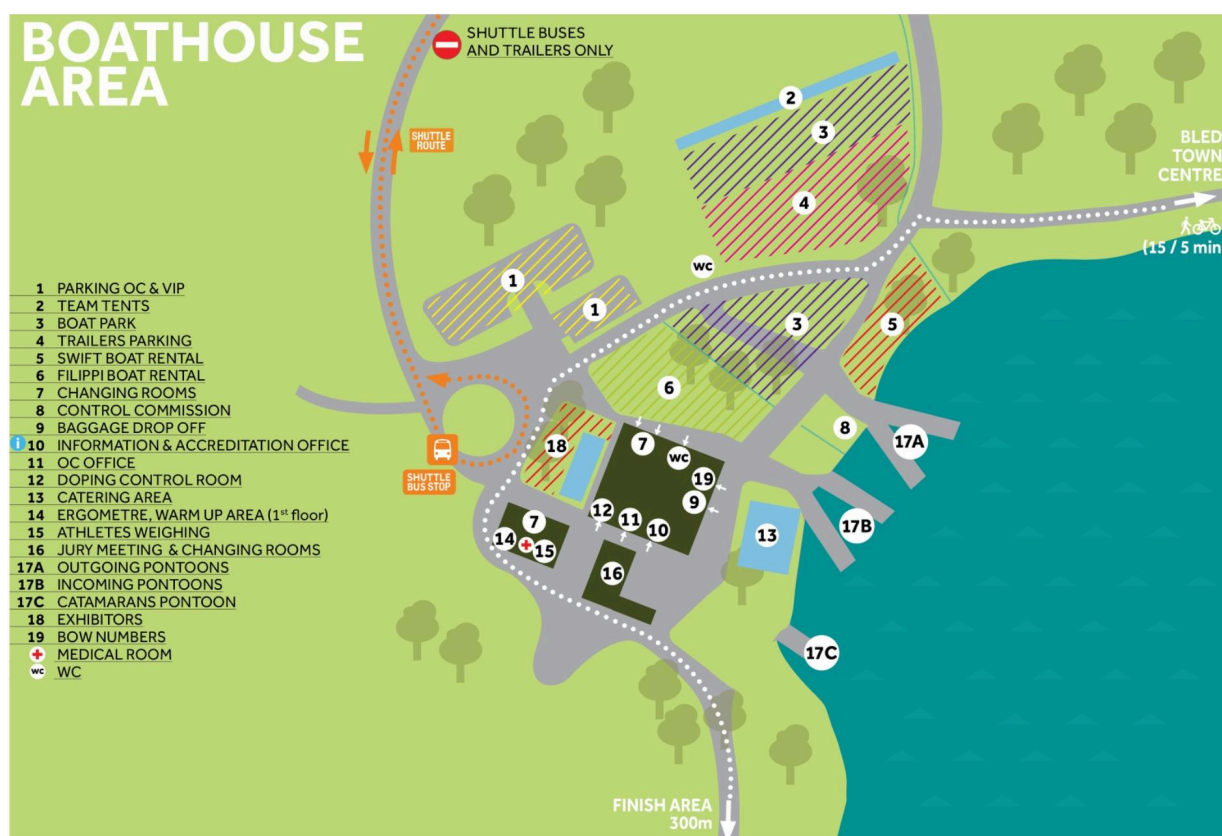 BOATHOUSE
AREA
SHUTTLE BUSES
AND TRAILERS ONLY
SHUTTLE
ROUTE
BLED
TOWN
CENTRE
(15 / 5 min
1 PARKING OC & VIP
2 TEAM TENTS
3 BOAT PARK
4 TRAILERS PARKING
5 SWIFT BOAT RENTAL
6 FILIPPI BOAT RENTAL
7 CHANGING ROOMS
8 CONTROL COMMISSION
9 BAGGAGE DROP OFF
i 10 INFORMATION & ACCREDITATION OFFICE
11 OC OFFICE
12 DOPING CONTROL ROOM
13 CATERING AREA
14 ERGOMETRE, WARM UP AREA (1st floor)
15 ATHLETES WEIGHING
16 JURY MEETING & CHANGING ROOMS
17A OUTGOING PONTOONS
17B INCOMING PONTOONS
17C CATAMARANS PONTOON
18 EXHIBITORS
19 BOW NUMBERS
MEDICAL ROOM
WC WC
2
3
4
WC
1
1
3
5
6
SHUTTLE
BUS STOP
18
7
WC
8
17A
19
9
12
11
10
13
17B
7
14
15
16
17C
FINISH AREA
300m